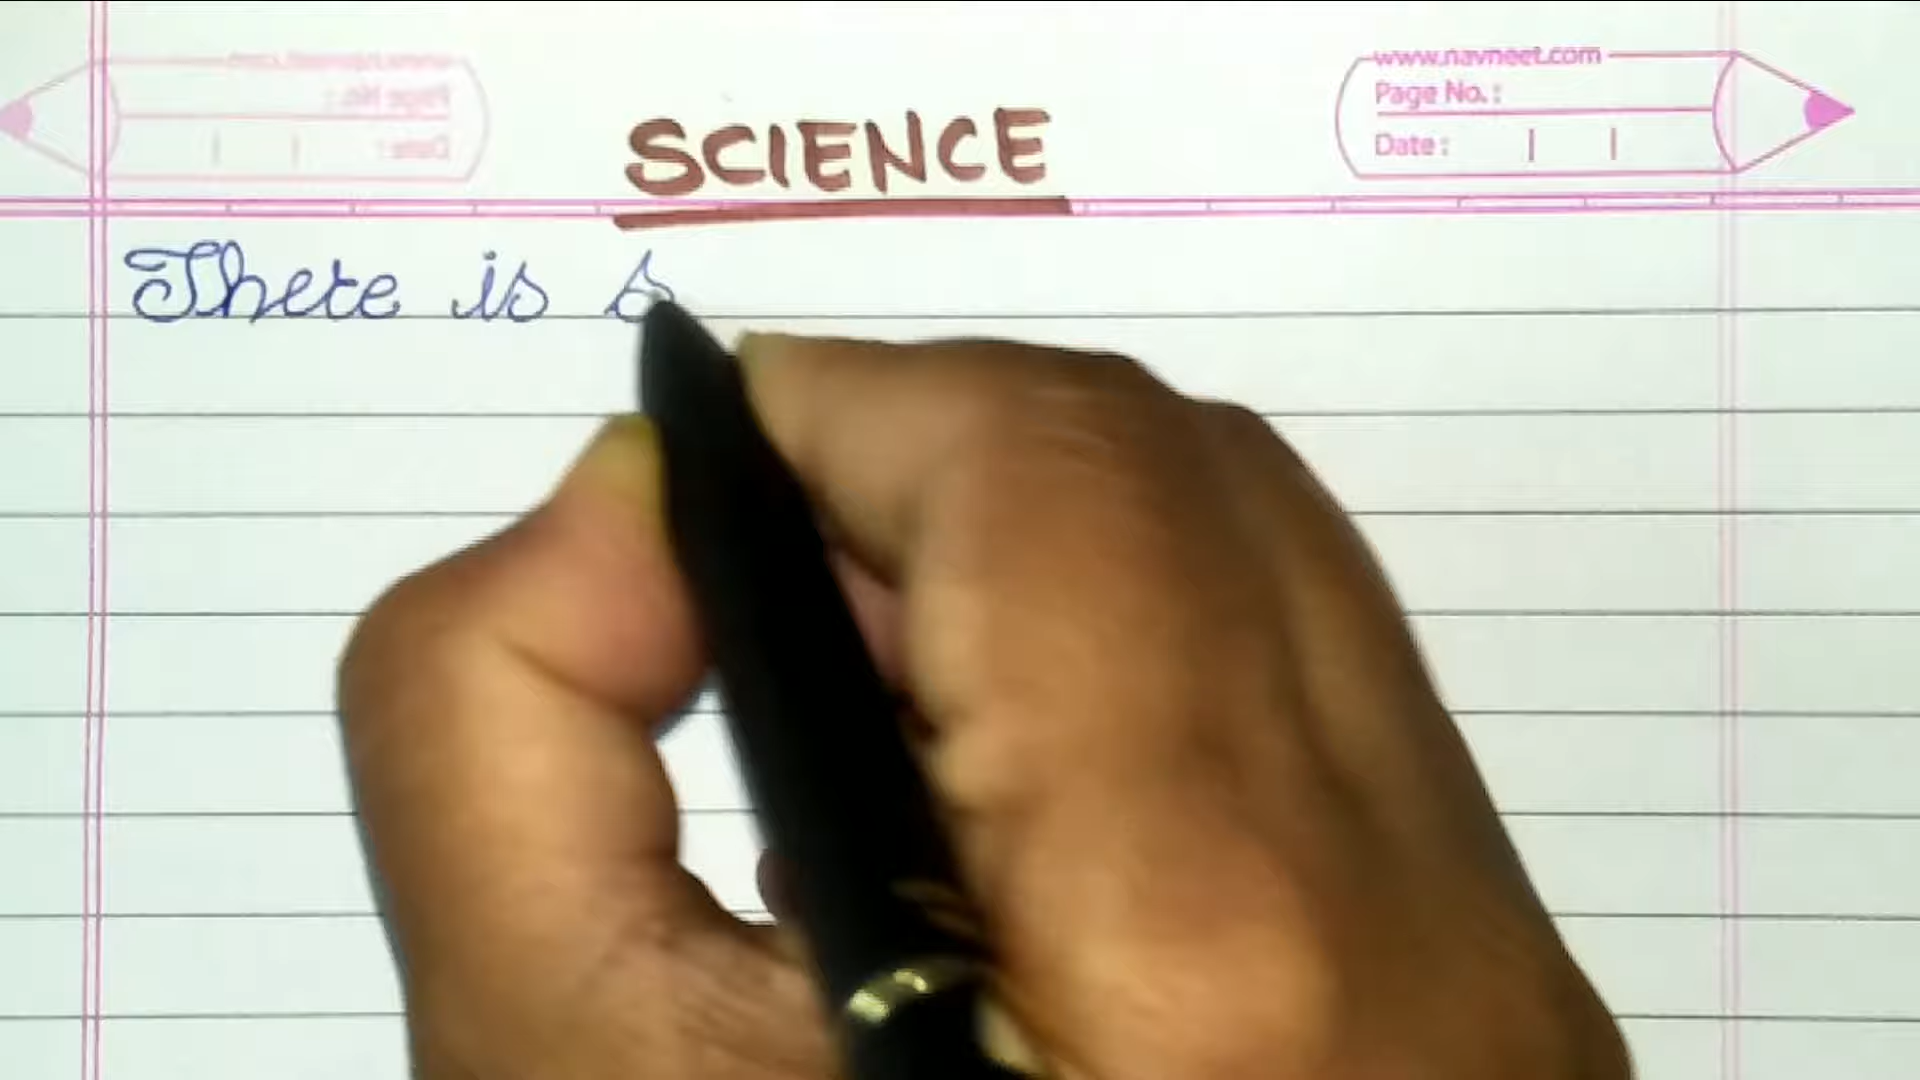 www.navneet.com
Page No. :
Date :
SCIENCE
There is s